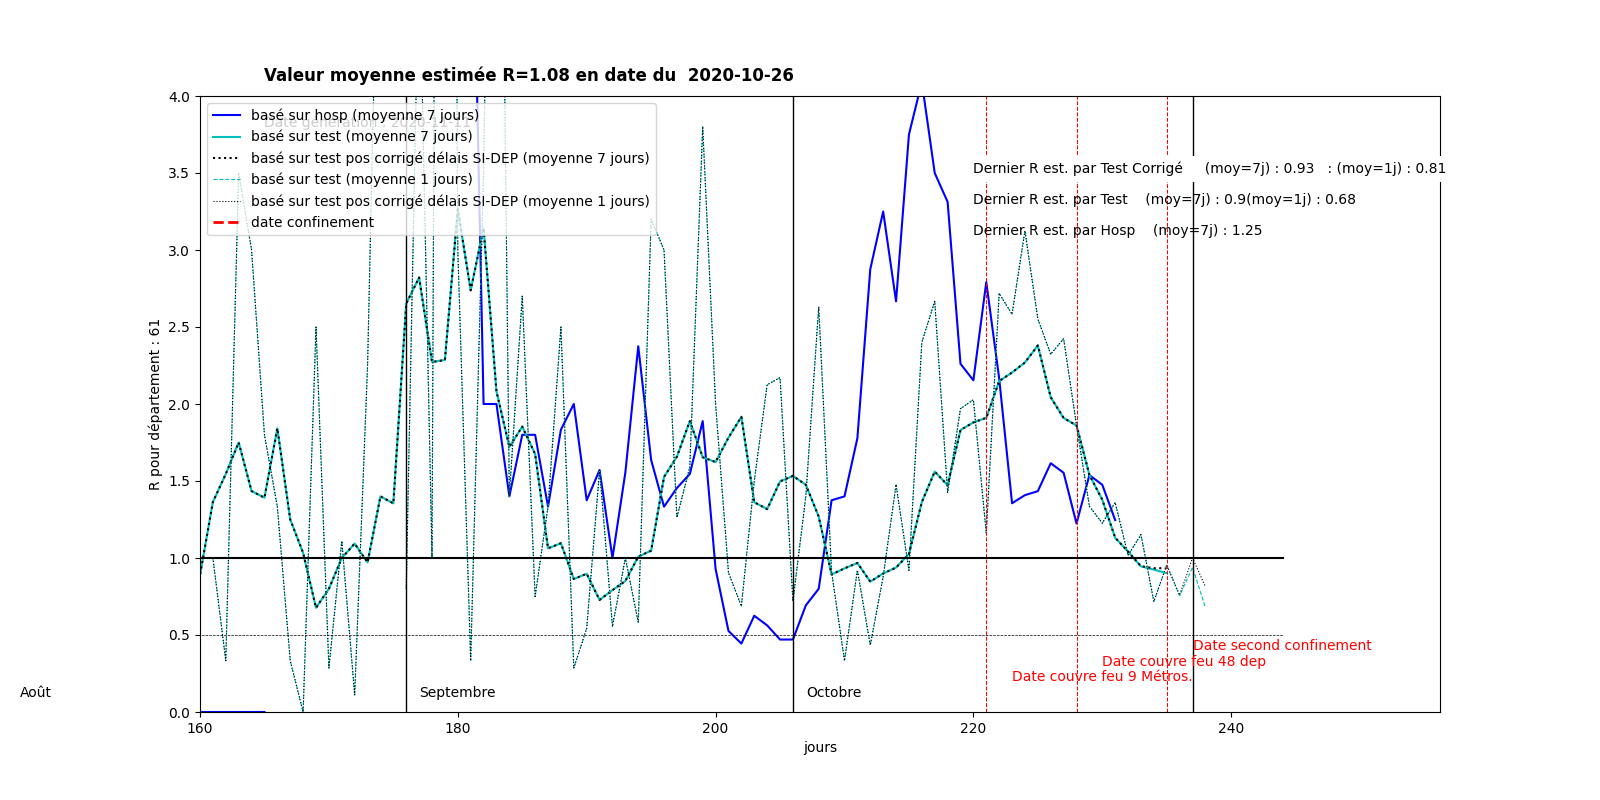 Valeur moyenne estimée R=1.08 en date du  2020-10-26
Date génération : 2020-11-11
basé sur hosp (moyenne 7 jours)
basé sur test (moyenne 7 jours)
basé sur test pos corrigé délais SI-DEP (moyenne 7 jours)
basé sur test (moyenne 1 jours)
basé sur test pos corrigé délais SI-DEP (moyenne 1 jours)
date confinement
Dernier R est. par Test Corrigé     (moy=7j) : 0.93   : (moy=1j) : 0.81
Dernier R est. par Test    (moy=7j) : 0.9(moy=1j) : 0.68
Dernier R est. par Hosp    (moy=7j) : 1.25
4.0
3.5
3.0
2.5
2.0
1.5
1.0
0.5
0.0
R pour département : 61
Date second confinement
Date couvre feu 48 dep
Date couvre feu 9 Métros.
Août
Septembre
Octobre
160 180 200 220 240
jours